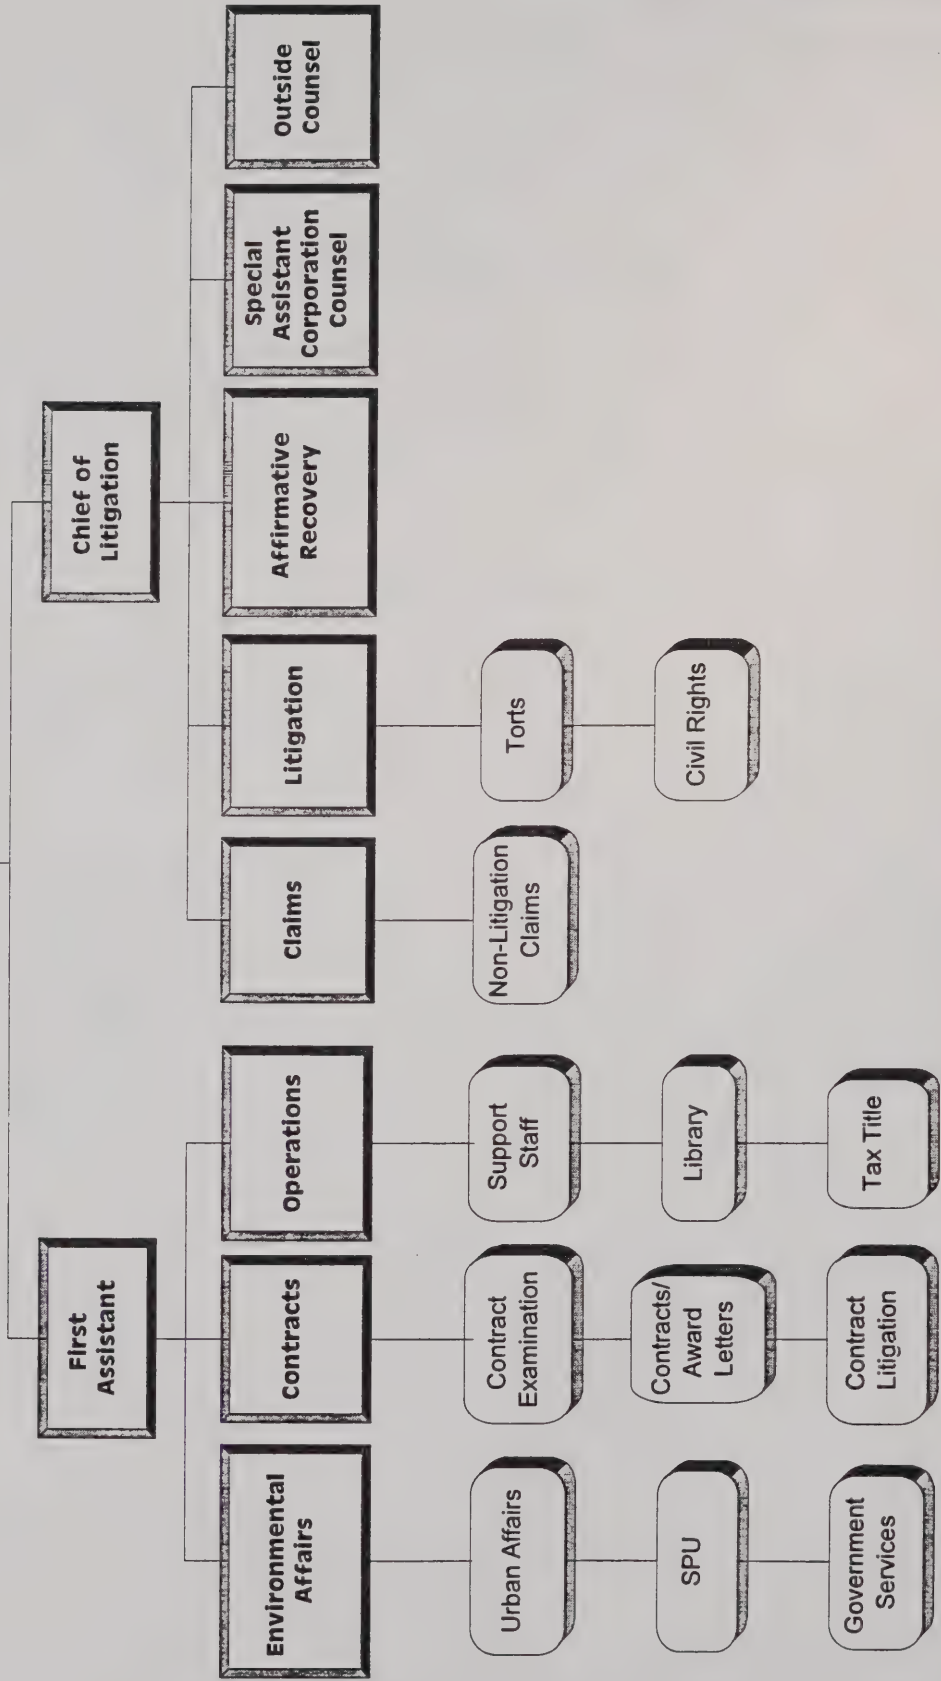 First
Assistant
Chief of
Litigation
Environmental
Affairs
Contracts
Operations
Claims
Litigation
Affirmative
Recovery
Special
Assistant
Corporation
Counsel
Outside
Counsel
Urban Affairs
SPU
Government
Services
Contract
Examination
Contracts/
Award
Letters
Contract
Litigation
Support
Staff
Library
Tax Title
Non-Litigation
Claims
Torts
Civil Rights